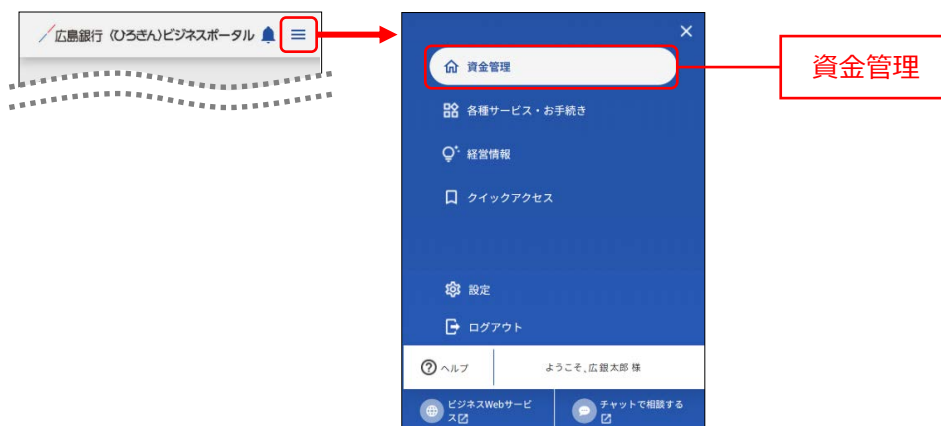 広島銀行 〈ひろぎん〉ビジネスポータル
資金管理
各種サービス・お手続き
経営情報
クイックアクセス
設定
ログアウト
ヘルプ
ようこそ、広銀太郎 様
ビジネスWebサービ
ス
チャットで相談する
資金管理